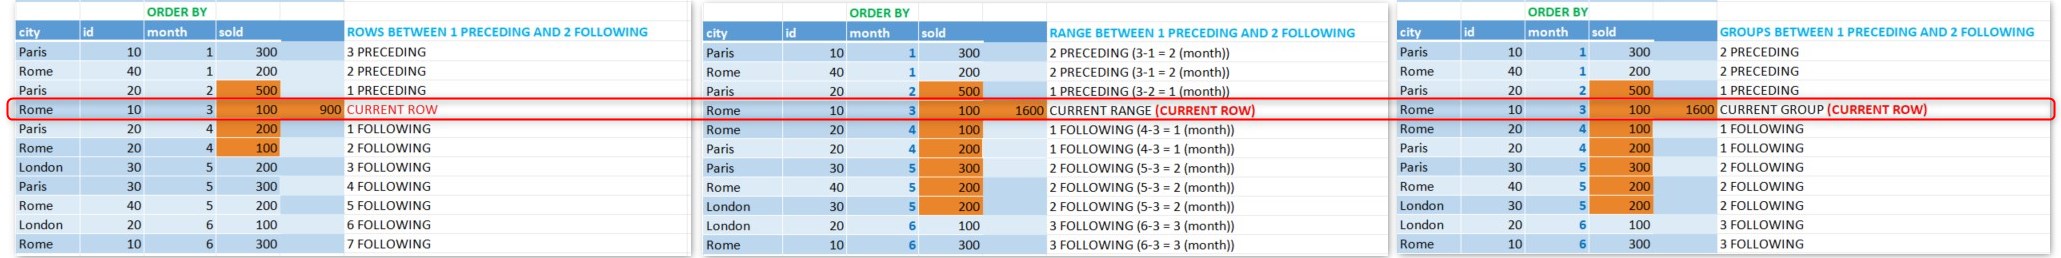 ORDER BY
city id month sold ROWS BETWEEN 1 PRECEDING AND 2 FOLLOWING
Paris 10 1 300 3 PRECEDING
Rome 40 1 200 2 PRECEDING
Paris 20 2 500 1 PRECEDING
Rome 10 3 100 900 CURRENT ROW
Paris 20 4 200 1 FOLLOWING
Rome 20 4 100 2 FOLLOWING
London 30 5 200 3 FOLLOWING
Paris 30 5 300 4 FOLLOWING
Rome 40 5 200 5 FOLLOWING
London 20 6 100 6 FOLLOWING
Rome 10 6 300 7 FOLLOWING
ORDER BY
city id month sold RANGE BETWEEN 1 PRECEDING AND 2 FOLLOWING
Paris 10 1 300 2 PRECEDING (3-1 = 2 (month))
Rome 40 1 200 2 PRECEDING (3-1 = 2 (month))
Paris 20 2 500 1 PRECEDING (3-2 = 1 (month))
Rome 10 3 100 1600 CURRENT RANGE (CURRENT ROW)
Rome 20 4 100 1 FOLLOWING (4-3 = 1 (month))
Paris 20 4 200 1 FOLLOWING (4-3 = 1 (month))
Paris 30 5 300 2 FOLLOWING (5-3 = 2 (month))
Rome 40 5 200 2 FOLLOWING (5-3 = 2 (month))
London 30 5 200 2 FOLLOWING (5-3 = 2 (month))
London 20 6 100 3 FOLLOWING (6-3 = 3 (month))
Rome 10 6 300 3 FOLLOWING (6-3 = 3 (month))
ORDER BY
city id month sold GROUPS BETWEEN 1 PRECEDING AND 2 FOLLOWING
Paris 10 1 300 2 PRECEDING
Rome 40 1 200 2 PRECEDING
Paris 20 2 500 1 PRECEDING
Rome 10 3 100 1600 CURRENT GROUP (CURRENT ROW)
Rome 20 4 100 1 FOLLOWING
Paris 20 4 200 1 FOLLOWING
Paris 30 5 300 2 FOLLOWING
Rome 40 5 200 2 FOLLOWING
London 30 5 200 2 FOLLOWING
London 20 6 100 3 FOLLOWING
Rome 10 6 300 3 FOLLOWING